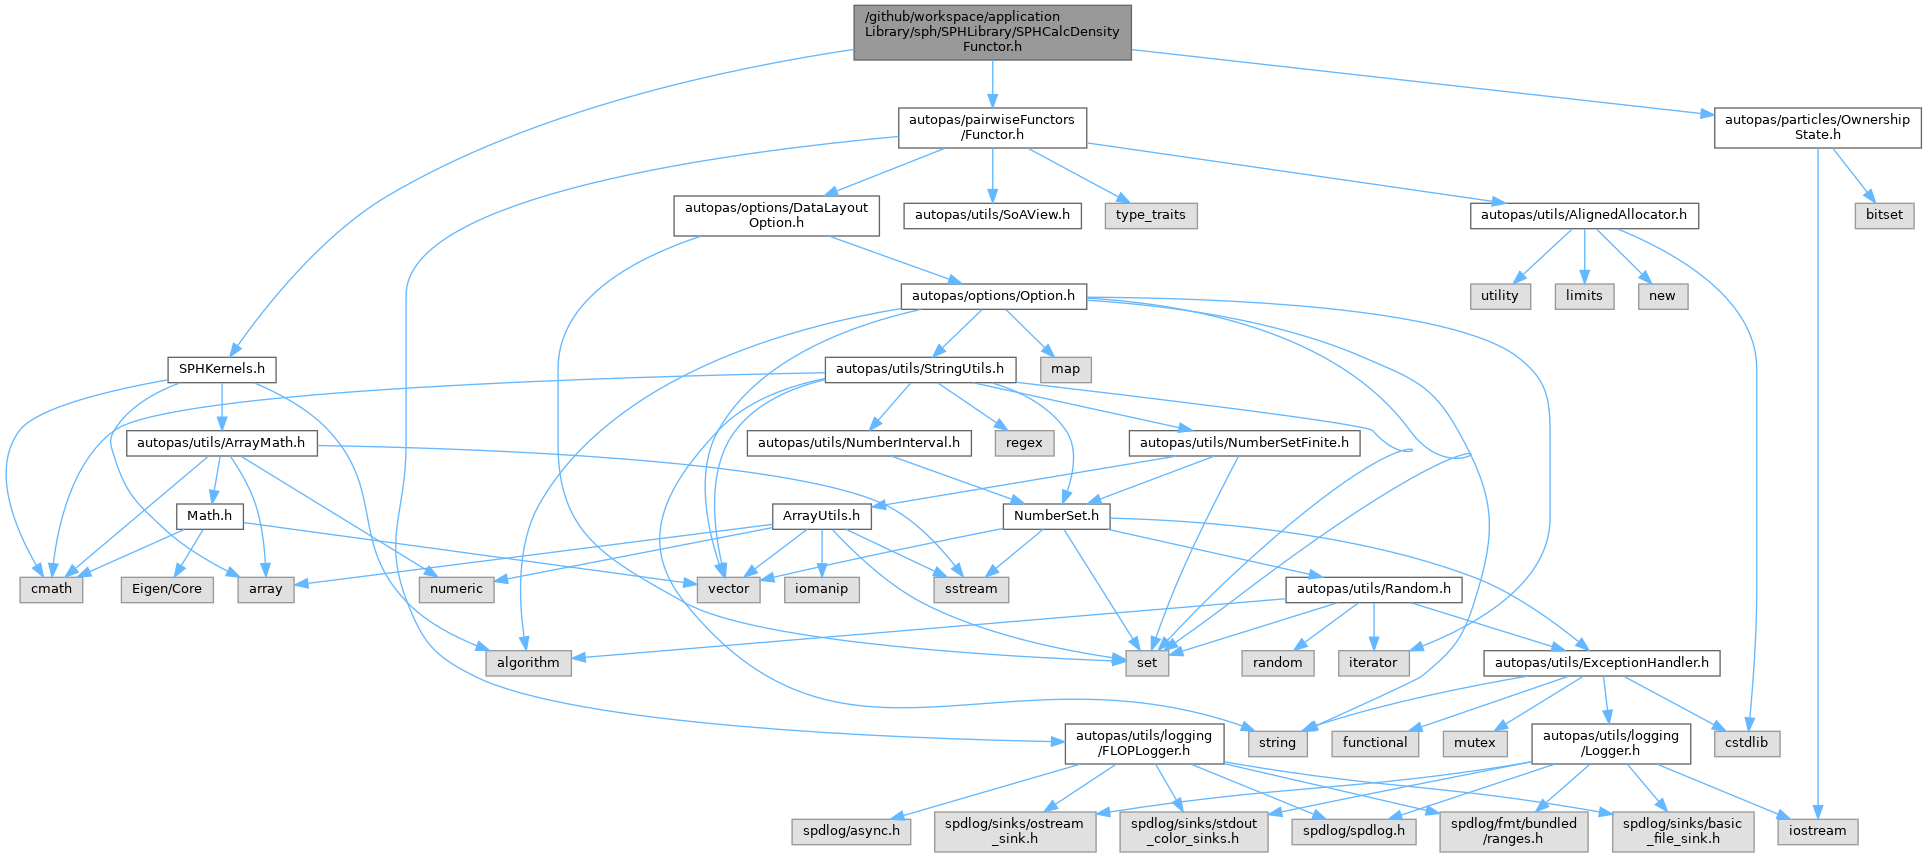 /github/workspace/application
Library/sph/SPHLibrary/SPHCalcDensity
Functor.h
autopas/pairwiseFunctors
/Functor.h
autopas/particles/Ownership
State.h
autopas/options/DataLayout
Option.h
autopas/utils/SoAView.h
type_traits
autopas/utils/AlignedAllocator.h
bitset
autopas/options/Option.h
utility
limits
new
SPHKernels.h
autopas/utils/StringUtils.h
map
autopas/utils/ArrayMath.h
autopas/utils/NumberInterval.h
regex
autopas/utils/NumberSetFinite.h
Math.h
ArrayUtils.h
NumberSet.h
cmath
Eigen/Core
array
numeric
vector
iomanip
sstream
autopas/utils/Random.h
algorithm
set
random
iterator
autopas/utils/ExceptionHandler.h
autopas/utils/logging
/FLOPLogger.h
string
functional
mutex
autopas/utils/logging
/Logger.h
cstdlib
spdlog/async.h
spdlog/sinks/ostream
_sink.h
spdlog/sinks/stdout
_color_sinks.h
spdlog/spdlog.h
spdlog/fmt/bundled
/ranges.h
spdlog/sinks/basic
_file_sink.h
iostream